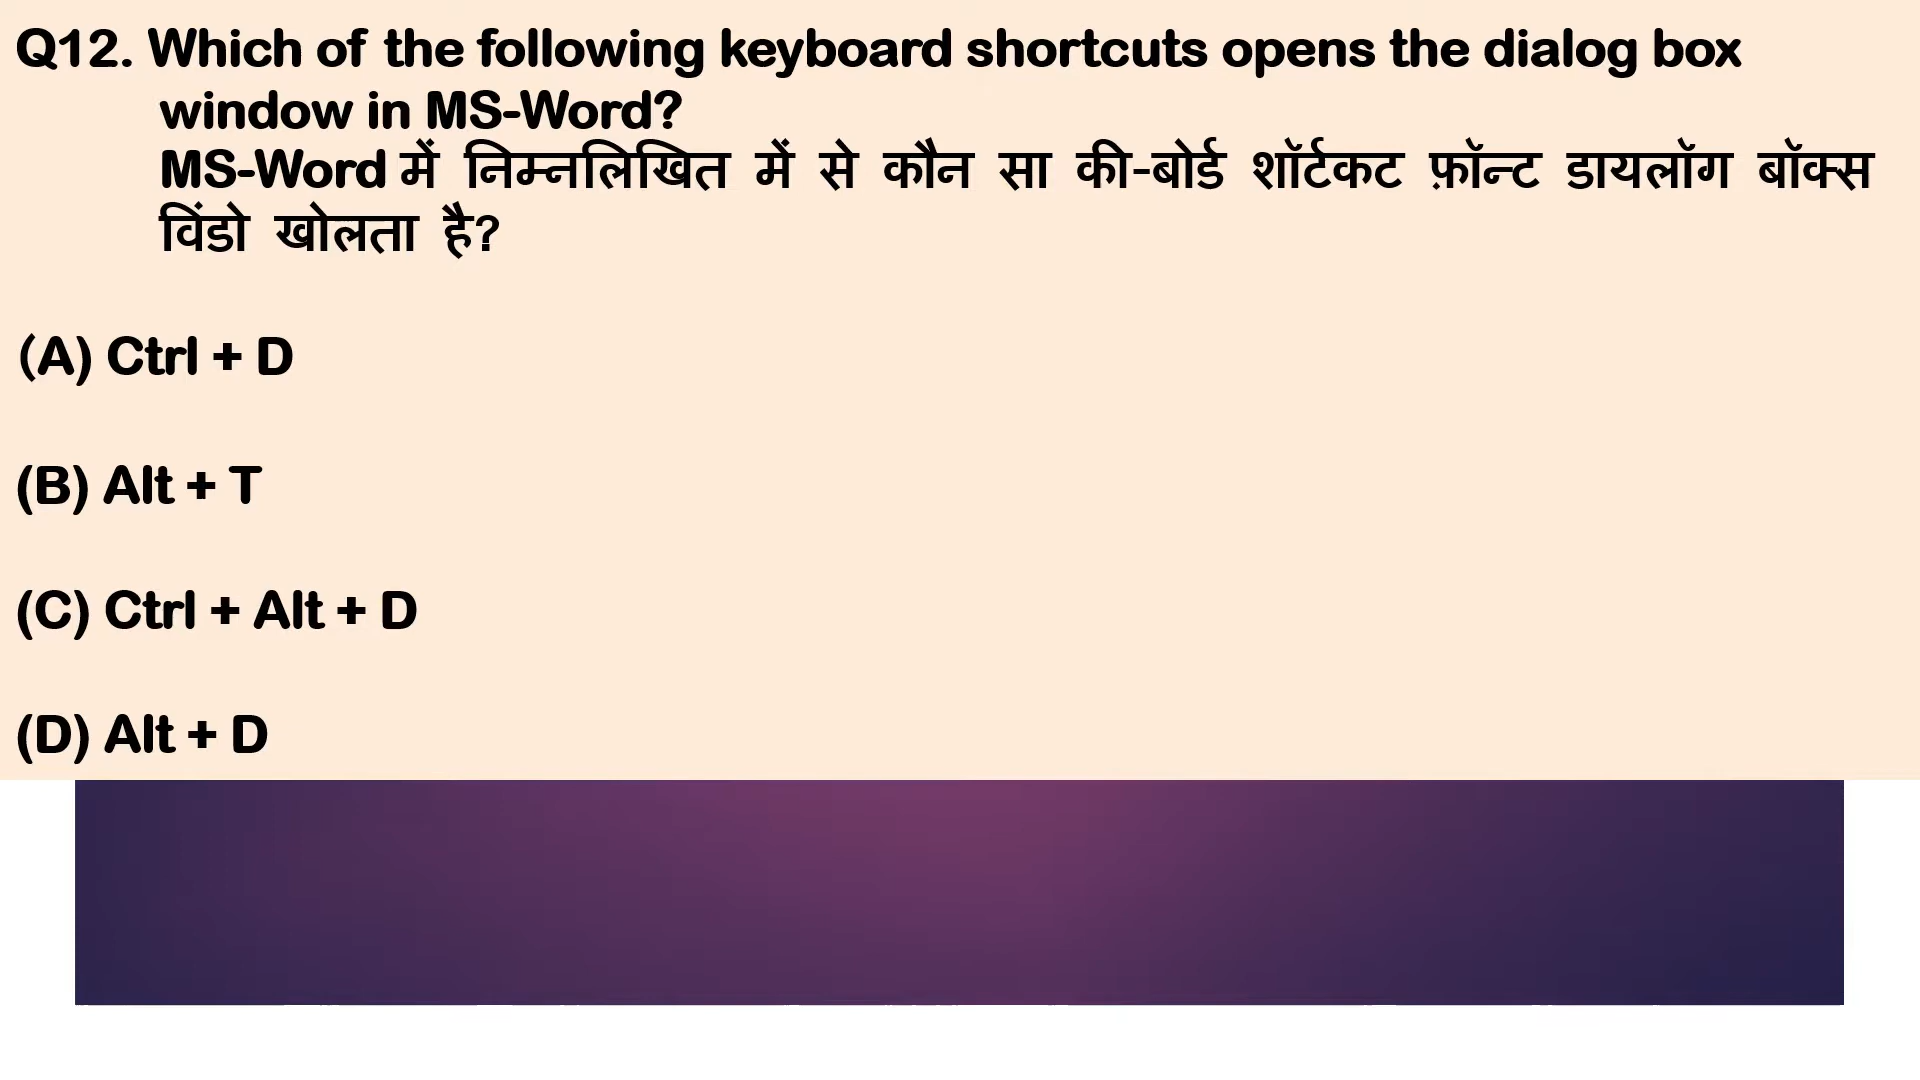 Q12. Which of the following keyboard shortcuts opens the dialog box
window in MS-Word?
MS-Word में निम्नलिखित में से कौन सा की-बोर्ड शॉर्टकट फ़ॉन्ट डायलॉग बॉक्स
विंडो खोलता है?
(A) Ctrl + D
(B) Alt + T
(C) Ctrl + Alt + D
(D) Alt + D